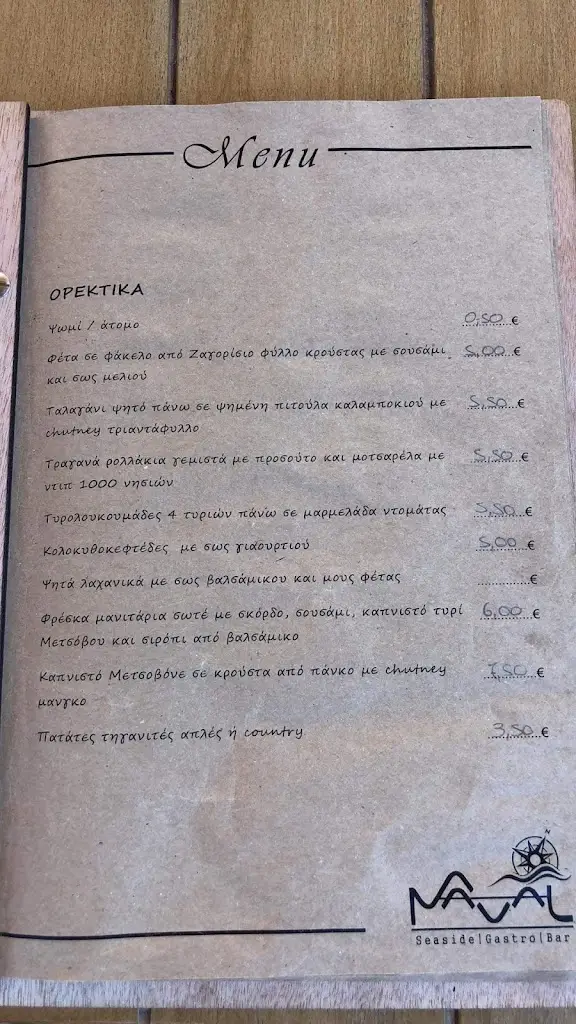 Menu
ΟΡΕΚΤΙΚΑ
Ψωμί / άτομο 0,50 €
Φέτα σε φάκελο από Ζαγορίσιο φύλλο κρούστας με σουσάμι 5,00 €
και σως μελιού
Ταλαγάνι ψητό πάνω σε ψημένη πιτούλα καλαμποκιού με 5,50 €
chutney τριαντάφυλλο
Τραγανά ρολλάκια γεμιστά με προσούτο και μοτσαρέλα με 5,50 €
ντιπ 1000 νησιών
Τυρολουκουμάδες 4 τυριών πάνω σε μαρμελάδα ντομάτας 5,50 €
Κολοκυθοκεφτέδες με σως γιαουρτιού 5,00 €
Ψητά λαχανικά με σως βαλσάμικου και μους φέτας ............€
Φρέσκα μανιτάρια σωτέ με σκόρδο, σουσάμι, καπνιστό τυρί 6,00 €
Μετσόβου και σιρόπι από βαλσάμικο
Καπνιστό Μετσοβόνε σε κρούστα από πάνκο με chutney 7,50 €
μανγκο
Πατάτες τηγανιτές απλές ή country 3,50 €
N
NAVAL
Seaside|Gastro|Bar